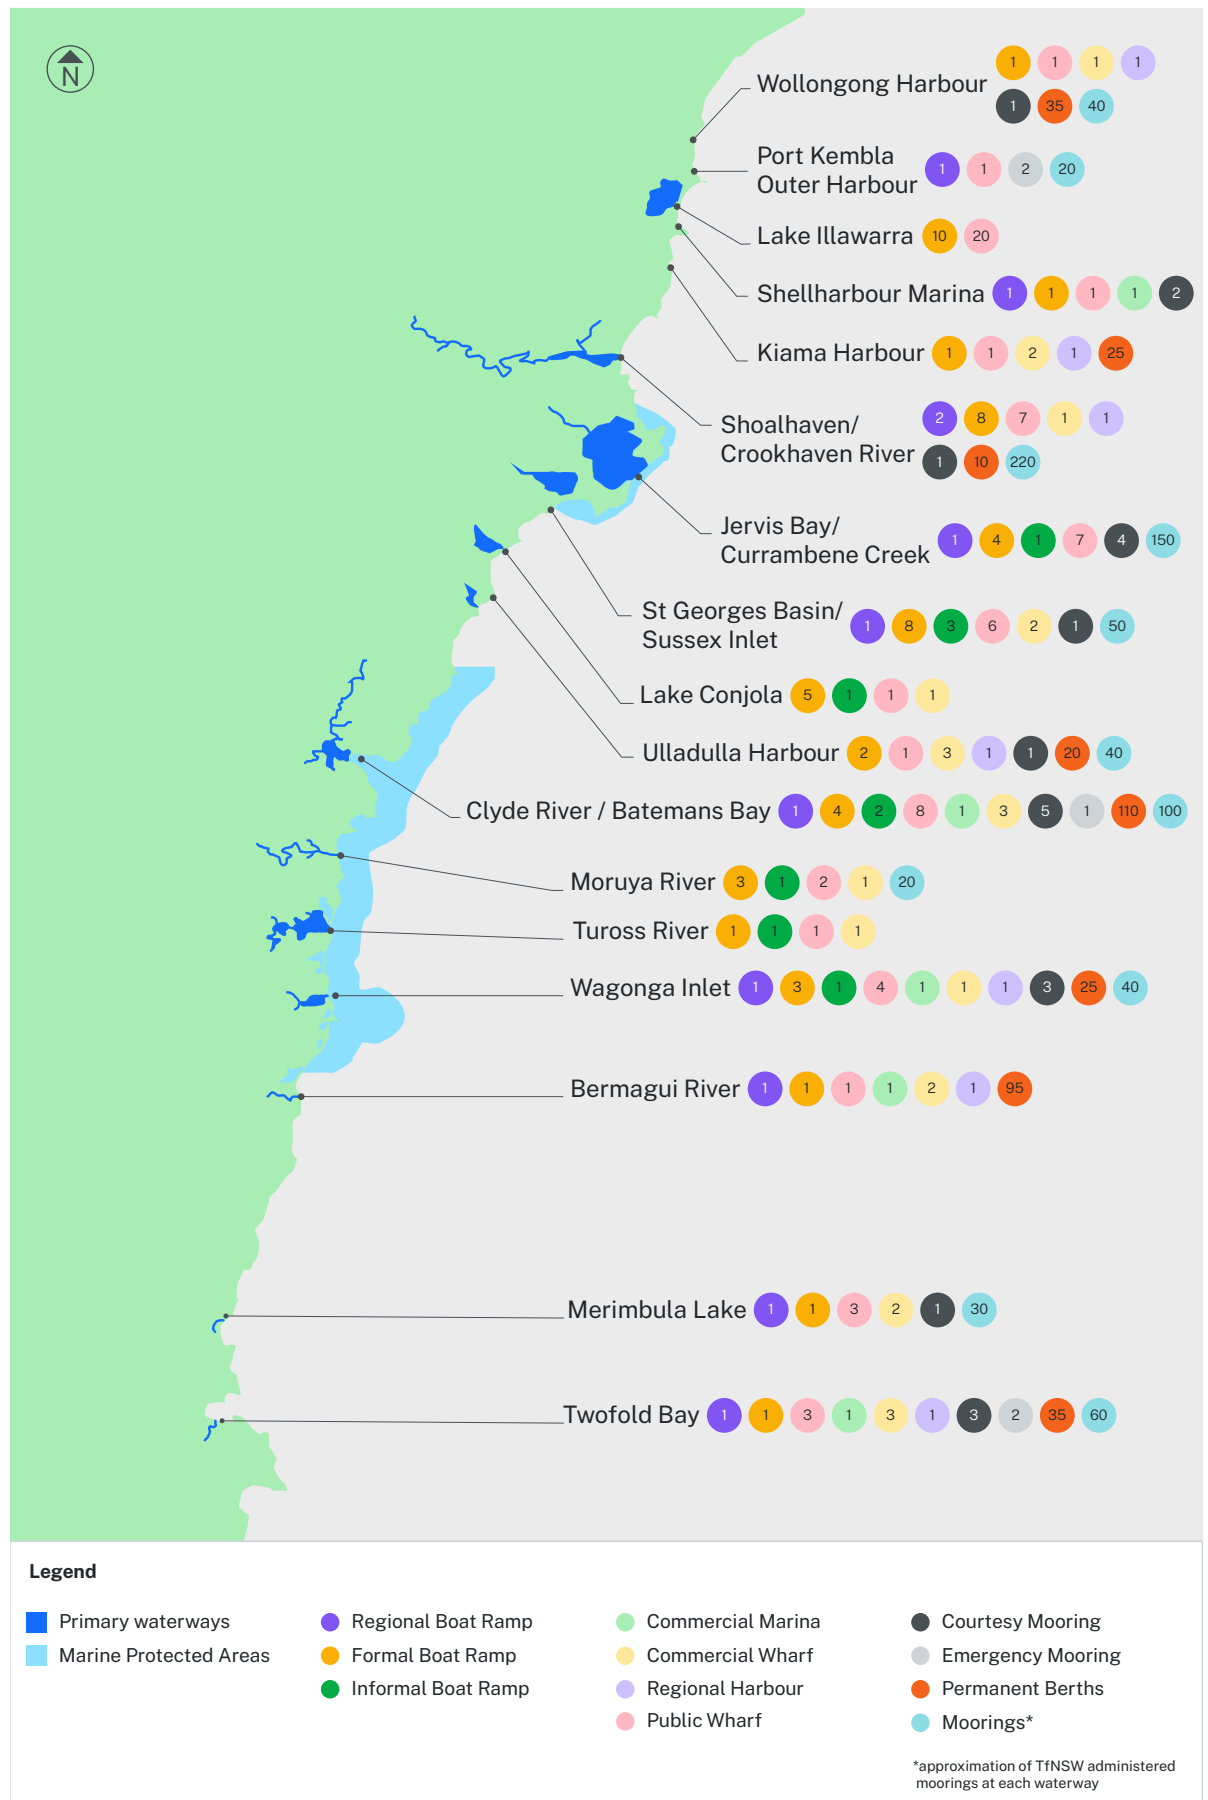 N
Wollongong Harbour
1 1 1 1
1 35 40
Port Kembla
Outer Harbour
1 1 2 20
Lake Illawarra 10 20
Shellharbour Marina 1 1 1 1 2
Kiama Harbour 1 1 2 1 25
Shoalhaven/
Crookhaven River
2 8 7 1 1
1 10 220
Jervis Bay/
Currambene Creek
1 4 1 7 4 150
St Georges Basin/
Sussex Inlet
1 8 3 6 2 1 50
Lake Conjola 5 1 1 1
Ulladulla Harbour 2 1 3 1 1 20 40
Clyde River / Batemans Bay 1 4 2 8 1 3 5 1 110 100
Moruya River 3 1 2 1 20
Tuross River 1 1 1 1
Wagonga Inlet 1 3 1 4 1 1 1 3 25 40
Bermagui River 1 1 1 1 2 1 95
Merimbula Lake 1 1 3 2 1 30
Twofold Bay 1 1 3 1 3 1 3 2 35 60
Legend
Primary waterways
Marine Protected Areas
Regional Boat Ramp
Formal Boat Ramp
Informal Boat Ramp
Commercial Marina
Commercial Wharf
Regional Harbour
Public Wharf
Courtesy Mooring
Emergency Mooring
Permanent Berths
Moorings*
*approximation of TfNSW administered
moorings at each waterway